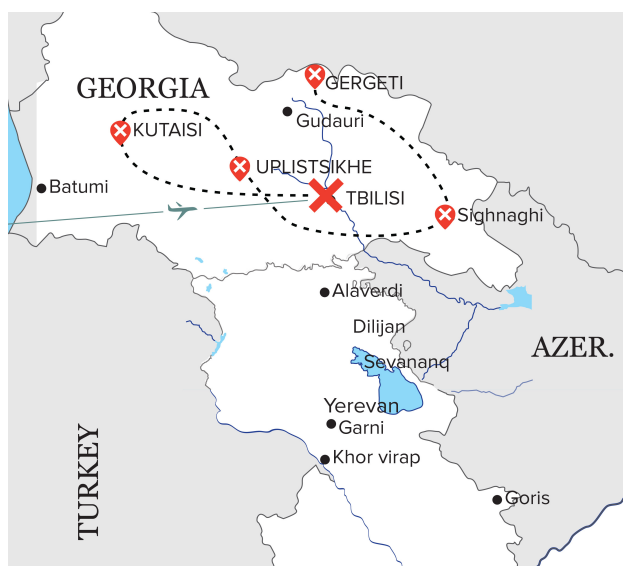 GERGETI
GEORGIA
Gudauri
KUTAISI
UPLISTSIKHE
Batumi
TBILISI
Sighnaghi
Alaverdi
Dilijan
AZER.
Sevananq
Yerevan
Garni
Khor virap
TURKEY
Goris